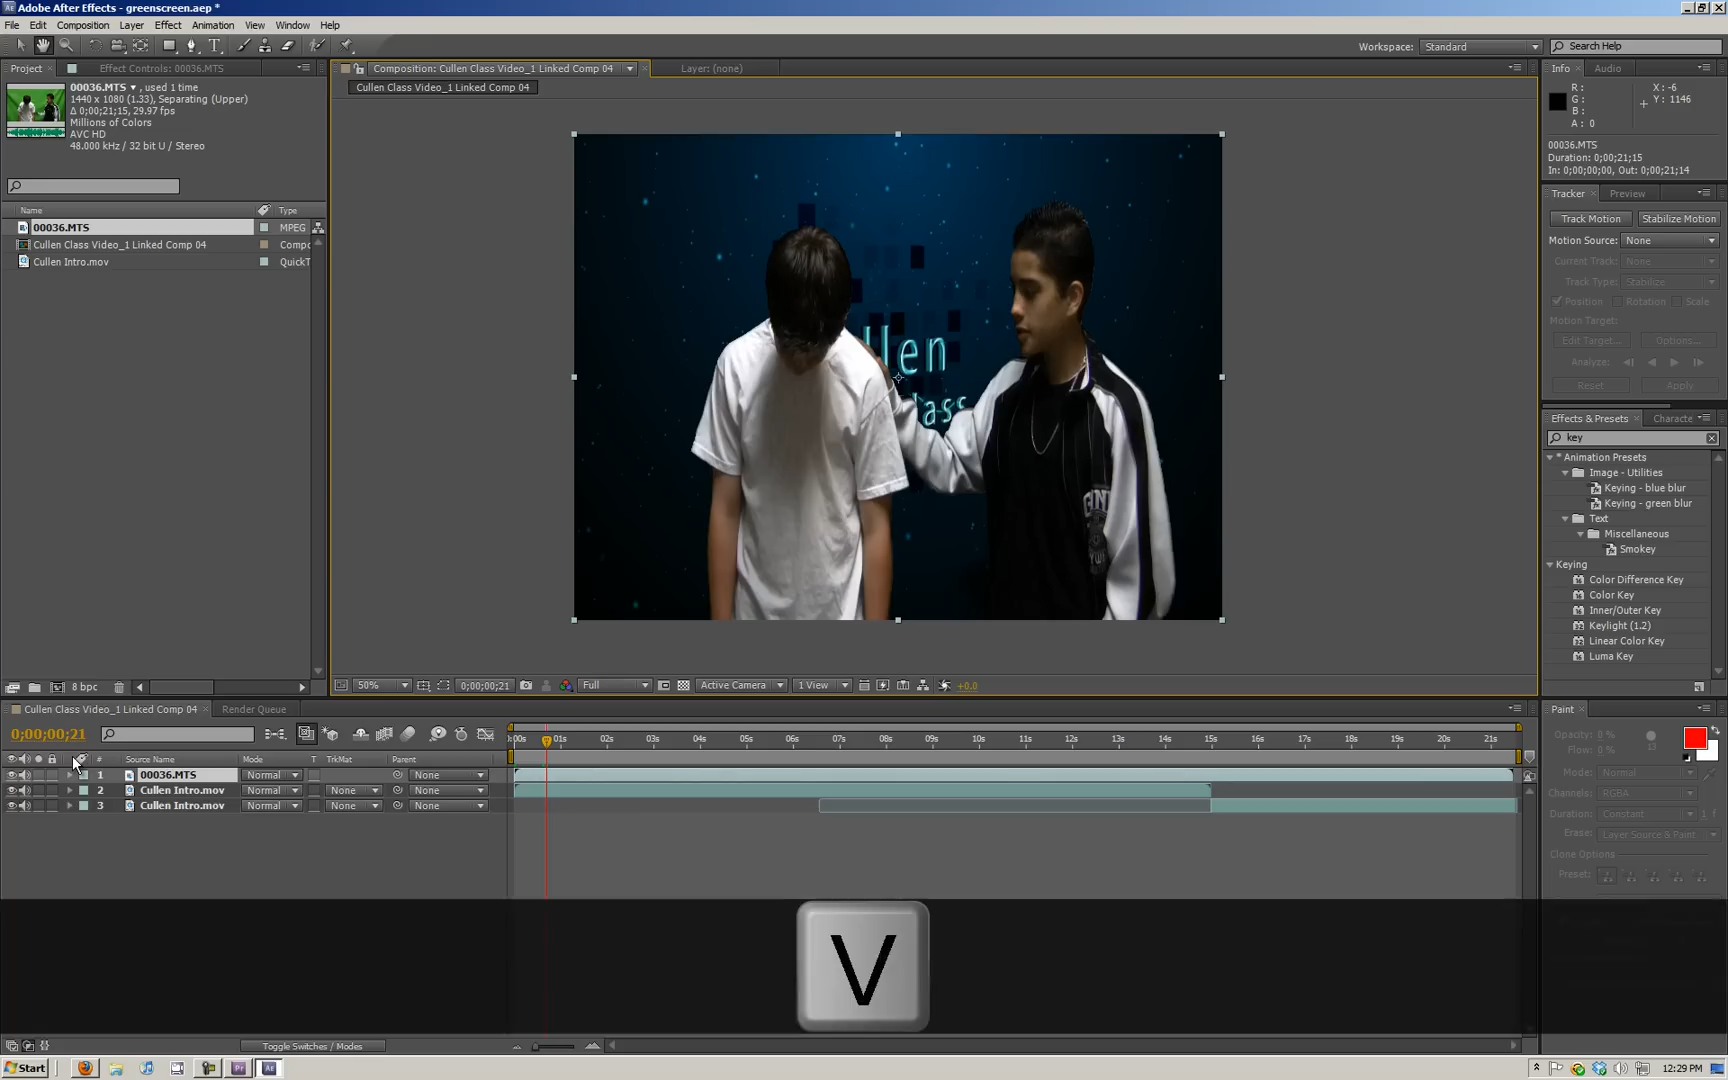 Adobe After Effects - greenscreen.aep *
File Edit Composition Layer Effect Animation View Window Help
Workspace: Standard
Search Help
Project
Effect Controls: 00036.MTS
00036.MTS , used 1 time
1440 x 1080 (1.33), Separating (Upper)
Δ 0;00;21;15, 29.97 fps
Millions of Colors
AVC HD
48.000 kHz / 32 bit U / Stereo
Name Type
00036.MTS MPEG
Cullen Class Video_1 Linked Comp 04 Compo
Cullen Intro.mov QuickT
8 bpc
Composition: Cullen Class Video_1 Linked Comp 04
Layer: (none)
Cullen Class Video_1 Linked Comp 04
llen
lass
50%
0;00;00;21
Full
Active Camera
1 View
+0.0
Info
Audio
R :
G :
B :
A : 0
X : -6
Y : 1146
00036.MTS
Duration: 0;00;21;15
In: 0;00;00;00, Out: 0;00;21;14
Tracker
Preview
Track Motion
Stabilize Motion
Motion Source: None
Current Track: None
Track Type: Stabilize
Position Rotation Scale
Motion Target:
Edit Target...
Options...
Analyze:
Reset
Apply
Effects & Presets
Characte
key
* Animation Presets
Image - Utilities
Keying - blue blur
Keying - green blur
Text
Miscellaneous
Smokey
Keying
Color Difference Key
Color Key
Inner/Outer Key
Keylight (1.2)
Linear Color Key
Luma Key
Cullen Class Video_1 Linked Comp 04
Render Queue
0;00;00;21
:00s 01s 02s 03s 04s 05s 06s 07s 08s 09s 10s 11s 12s 13s 14s 15s 16s 17s 18s 19s 20s 21s
# Source Name Mode T TrkMat Parent
1 00036.MTS Normal None
2 Cullen Intro.mov Normal None None
3 Cullen Intro.mov Normal None None
Paint
Opacity: 0 %
Flow: 0 %
13
Mode: Normal
Channels: RGBA
Duration: Constant 1 f
Erase: Layer Source & Paint
Clone Options
Preset:
V
Toggle Switches / Modes
Start
Pr
Ae
12:29 PM